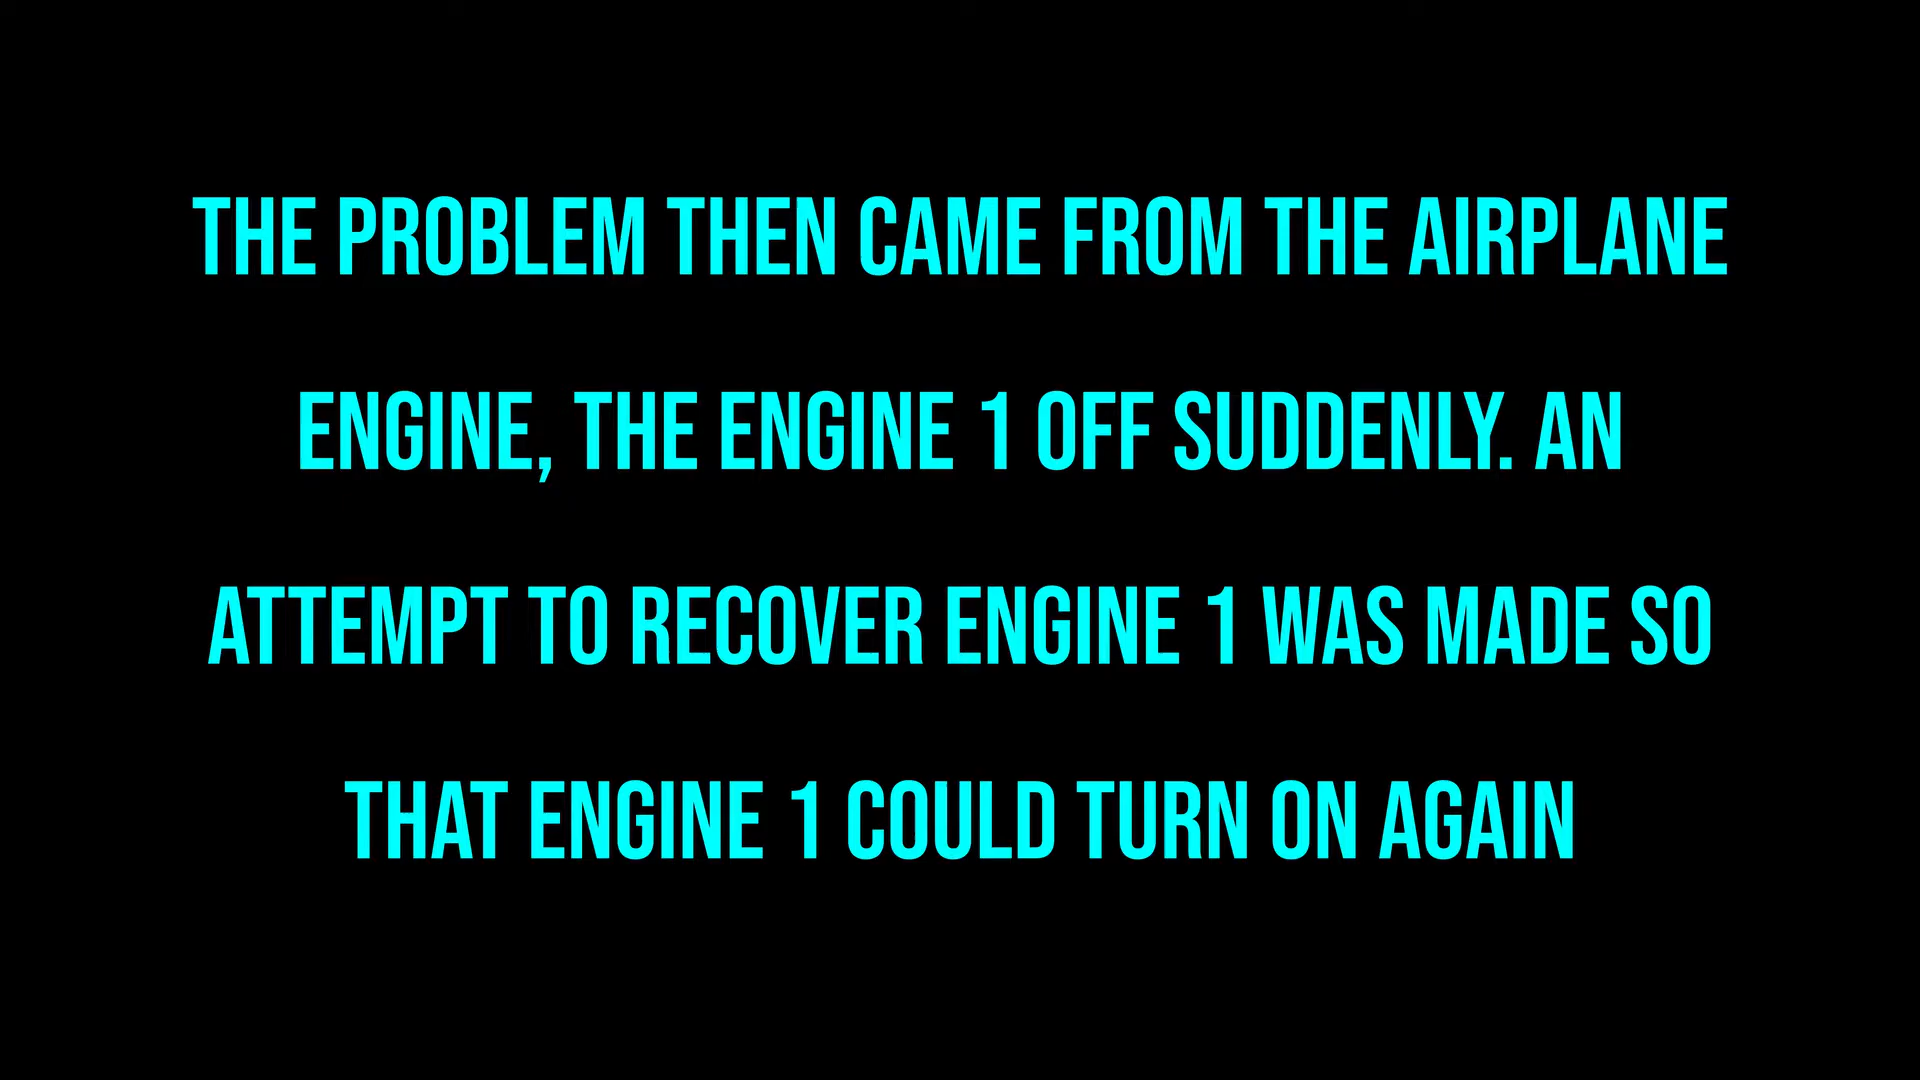 THE PROBLEM THEN CAME FROM THE AIRPLANE
ENGINE, THE ENGINE 1 OFF SUDDENLY. AN
ATTEMPT TO RECOVER ENGINE 1 WAS MADE SO
THAT ENGINE 1 COULD TURN ON AGAIN